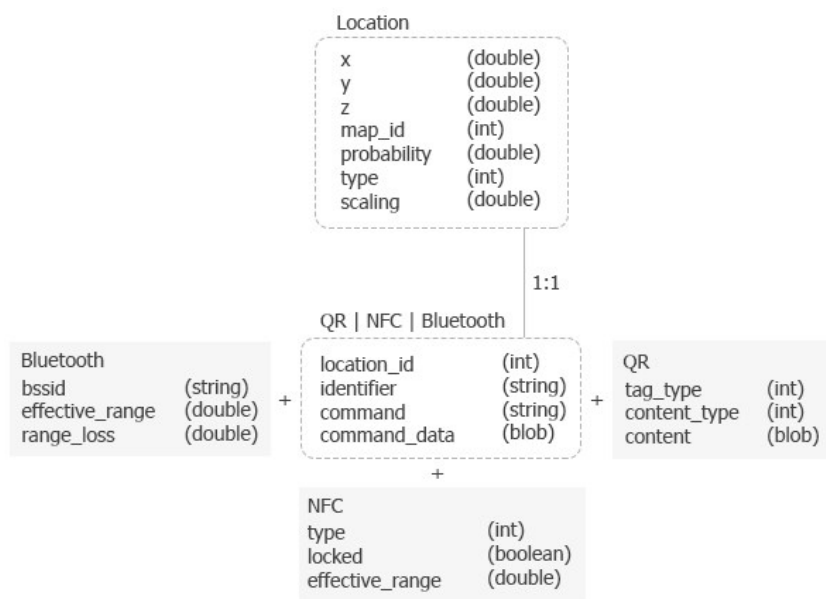 Location
x (double)
y (double)
z (double)
map_id (int)
probability (double)
type (int)
scaling (double)
1:1
QR | NFC | Bluetooth
location_id (int)
identifier (string)
command (string)
command_data (blob)
Bluetooth
bssid (string)
effective_range (double)
range_loss (double)
+
+
QR
tag_type (int)
content_type (int)
content (blob)
+
NFC
type (int)
locked (boolean)
effective_range (double)